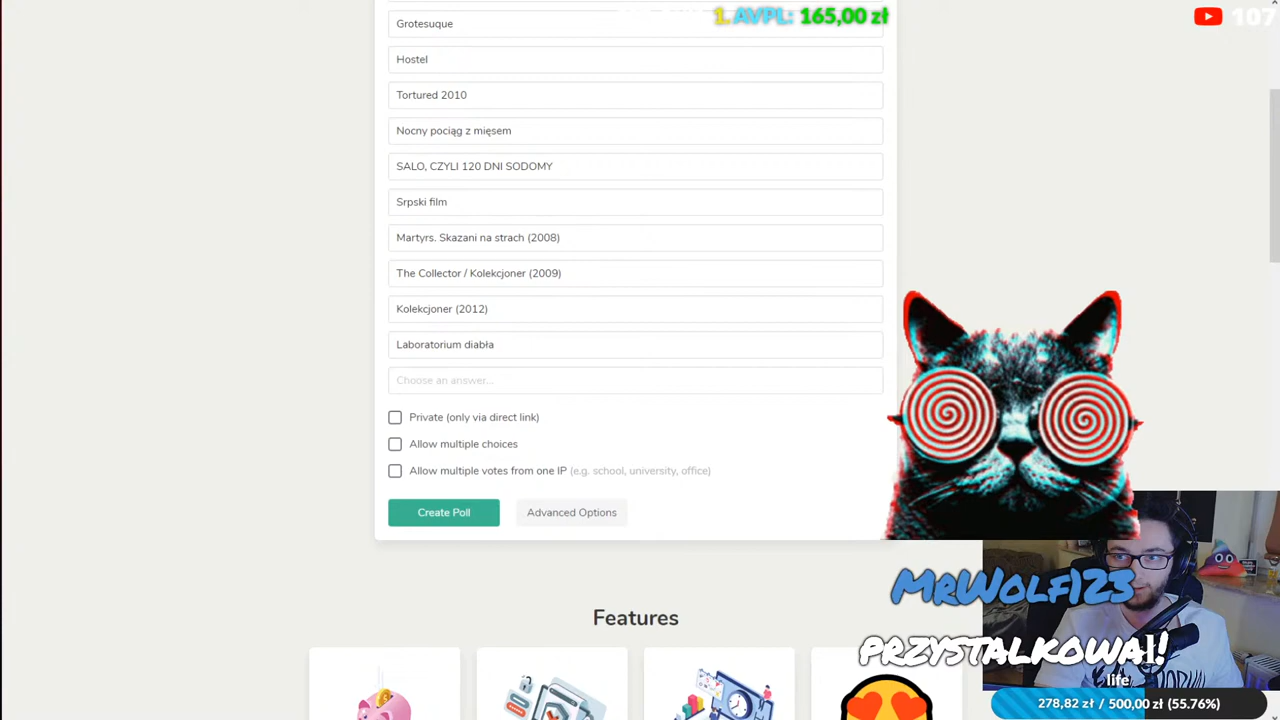 1. AVPL: 165,00 zł
107
Grotesuque
Hostel
Tortured 2010
Nocny pociąg z mięsem
SALO, CZYLI 120 DNI SODOMY
Srpski film
Martyrs. Skazani na strach (2008)
The Collector / Kolekcjoner (2009)
Kolekcjoner (2012)
Laboratorium diabła
Choose an answer...
Private (only via direct link)
Allow multiple choices
Allow multiple votes from one IP (e.g. school, university, office)
Create Poll
Advanced Options
Features
MrWolf123
PRZYSTALKOWAŁ!
life
278,82 zł / 500,00 zł (55.76%)